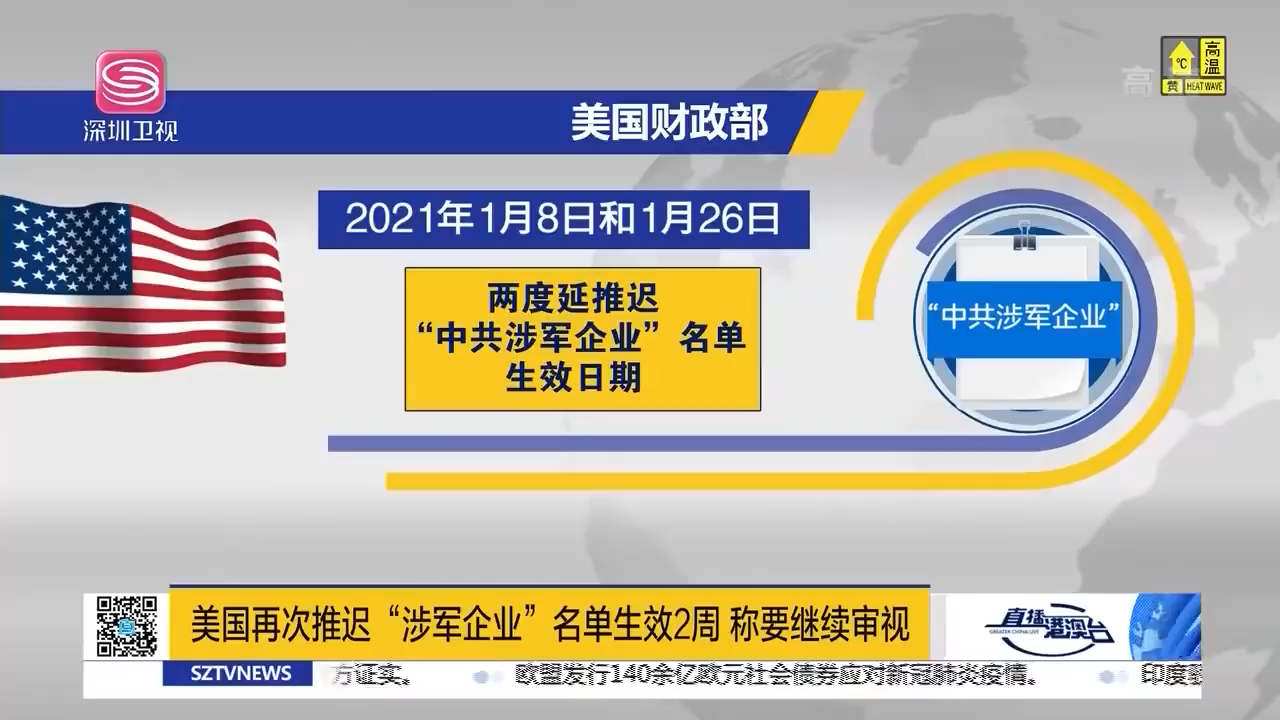 深圳卫视
美国财政部
高温
℃
黄 HEAT WAVE
2021年1月8日和1月26日
两度延推迟
“中共涉军企业”名单
生效日期
“中共涉军企业”
美国再次推迟“涉军企业”名单生效2周 称要继续审视
直播港澳台
GREATER CHINA LIVE
SZTVNEWS
方证实。 欧盟发行140余亿欧元社会债券应对新冠肺炎疫情。 印度